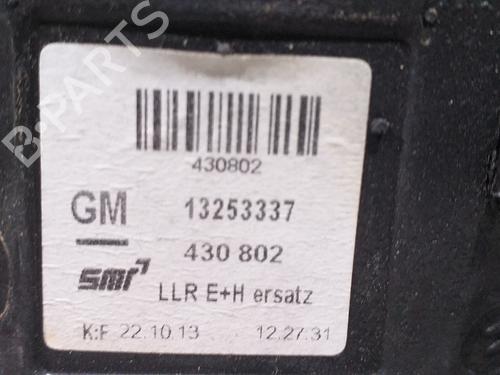 B-PARTS
430802
GM 13253337
430 802
smr LLR E+H ersatz
K:F 22.10.13 12.27.31